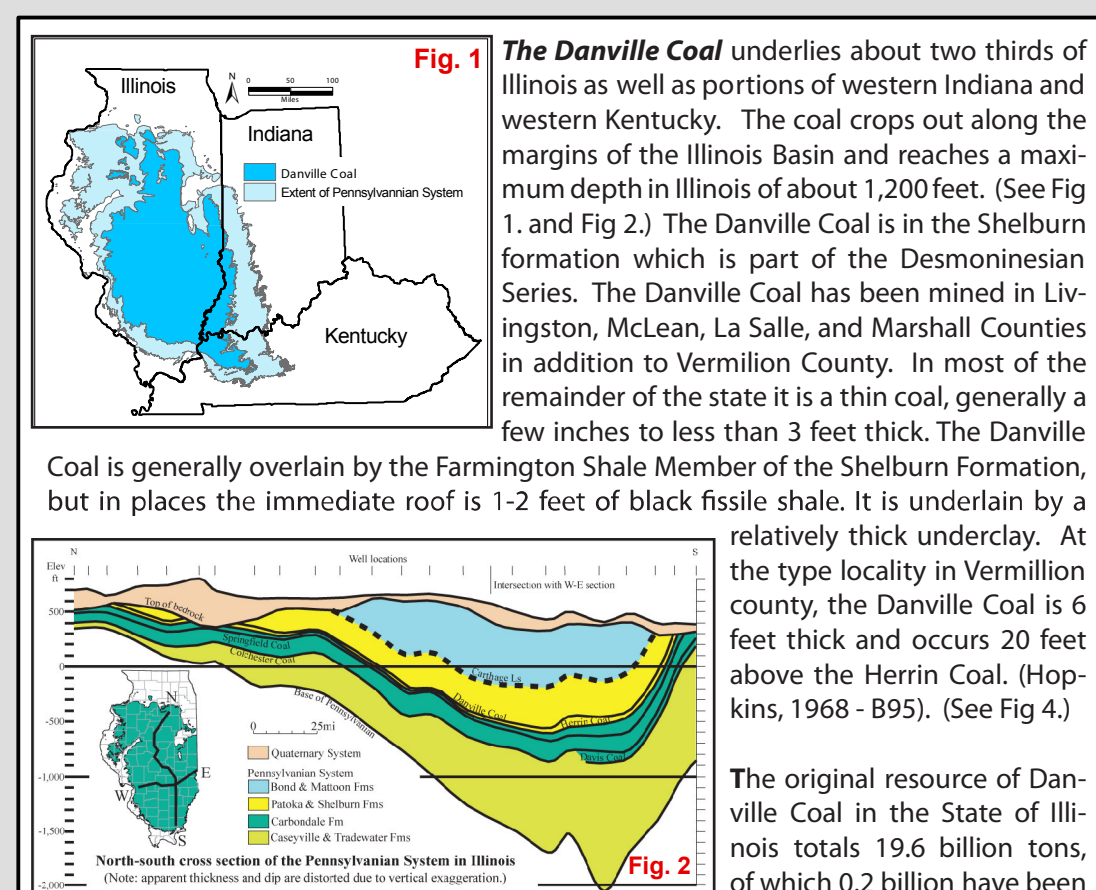 Fig. 1
N
0 50 100
Miles
Illinois
Indiana
Danville Coal
Extent of Pennsylvannian System
Kentucky
The Danville Coal underlies about two thirds of
Illinois as well as portions of western Indiana and
western Kentucky. The coal crops out along the
margins of the Illinois Basin and reaches a maxi-
mum depth in Illinois of about 1,200 feet. (See Fig
1. and Fig 2.) The Danville Coal is in the Shelburn
formation which is part of the Desmoninesian
Series. The Danville Coal has been mined in Liv-
ingston, McLean, La Salle, and Marshall Counties
in addition to Vermilion County. In most of the
remainder of the state it is a thin coal, generally a
few inches to less than 3 feet thick. The Danville
Coal is generally overlain by the Farmington Shale Member of the Shelburn Formation,
but in places the immediate roof is 1-2 feet of black fissile shale. It is underlain by a
relatively thick underclay. At
the type locality in Vermillion
county, the Danville Coal is 6
feet thick and occurs 20 feet
above the Herrin Coal. (Hop-
kins, 1968 - B95). (See Fig 4.)
The original resource of Dan-
ville Coal in the State of Illi-
nois totals 19.6 billion tons,
of which 0.2 billion have been
N
S
Elev
ft
Well locations
Intersection with W-E section
500
0
-500
-1,000
-1,500
-2,000
Top of bedrock
Springfield Coal
Colchester Coal
Base of Pennsylvanian
Carthage Ls
Danville Coal
Herrin Coal
Davis Coal
N
E
W
S
0 25mi
Quaternary System
Pennsylvanian System
Bond & Mattoon Fms
Patoka & Shelburn Fms
Carbondale Fm
Caseyville & Tradewater Fms
North-south cross section of the Pennsylvanian System in Illinois
(Note: apparent thickness and dip are distorted due to vertical exaggeration.)
Fig. 2